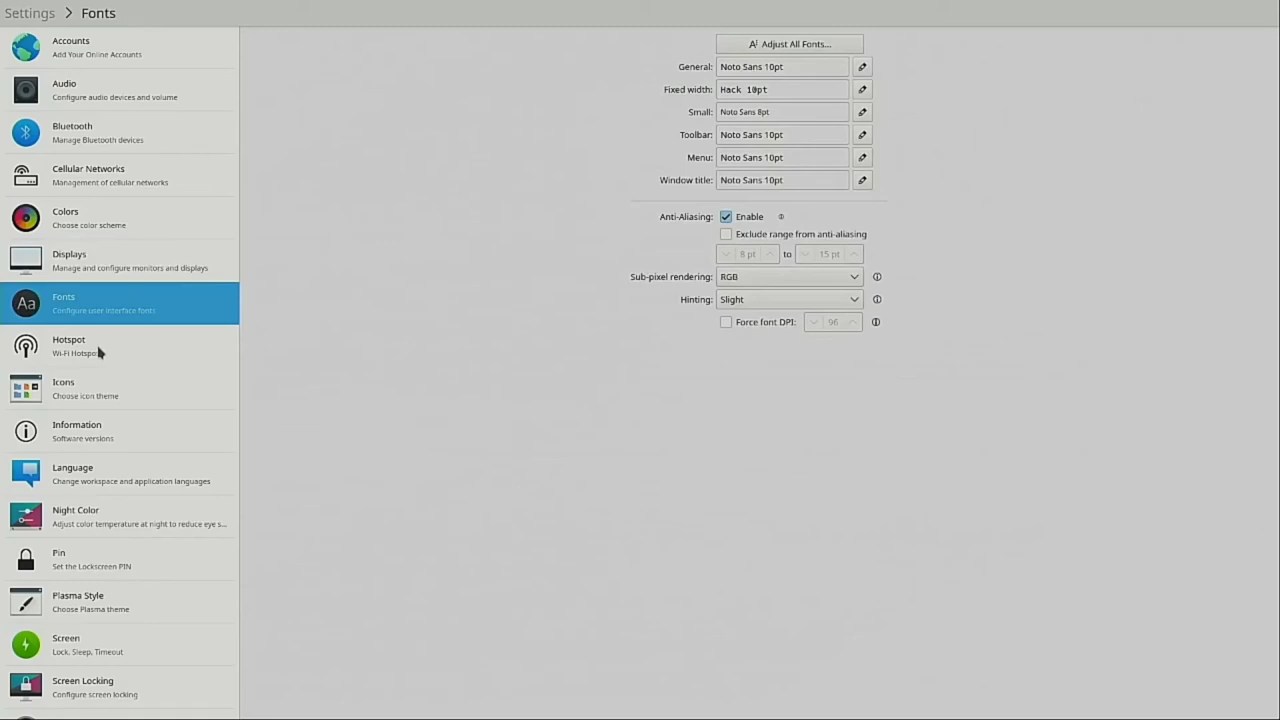 Settings > Fonts
Accounts
Add Your Online Accounts
Audio
Configure audio devices and volume
Bluetooth
Manage Bluetooth devices
Cellular Networks
Management of cellular networks
Colors
Choose color scheme
Displays
Manage and configure monitors and displays
Fonts
Configure user interface fonts
Hotspot
Wi-Fi Hotspot
Icons
Choose icon theme
Information
Software versions
Language
Change workspace and application languages
Night Color
Adjust color temperature at night to reduce eye s...
Pin
Set the Lockscreen PIN
Plasma Style
Choose Plasma theme
Screen
Lock, Sleep, Timeout
Screen Locking
Configure screen locking
Adjust All Fonts...
General: Noto Sans 10pt
Fixed width: Hack 10pt
Small: Noto Sans 8pt
Toolbar: Noto Sans 10pt
Menu: Noto Sans 10pt
Window title: Noto Sans 10pt
Anti-Aliasing: Enable
Exclude range from anti-aliasing
8 pt to 15 pt
Sub-pixel rendering: RGB
Hinting: Slight
Force font DPI: 96